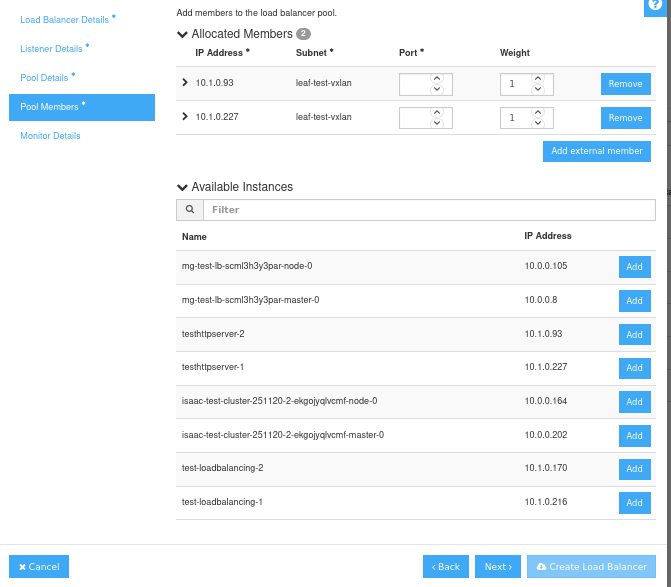 ?
Load Balancer Details *
Listener Details *
Pool Details *
Pool Members *
Monitor Details
Add members to the load balancer pool.
Allocated Members 2
IP Address * Subnet * Port * Weight
10.1.0.93 leaf-test-vxlan 1 Remove
10.1.0.227 leaf-test-vxlan 1 Remove
Add external member
Available Instances
Filter
Name IP Address
mg-test-lb-scml3h3y3par-node-0 10.0.0.105 Add
mg-test-lb-scml3h3y3par-master-0 10.0.0.8 Add
testhttpserver-2 10.1.0.93 Add
testhttpserver-1 10.1.0.227 Add
isaac-test-cluster-251120-2-ekgojyqlvcmf-node-0 10.0.0.164 Add
isaac-test-cluster-251120-2-ekgojyqlvcmf-master-0 10.0.0.202 Add
test-loadbalancing-2 10.1.0.170 Add
test-loadbalancing-1 10.1.0.216 Add
× Cancel ‹ Back Next › Create Load Balancer